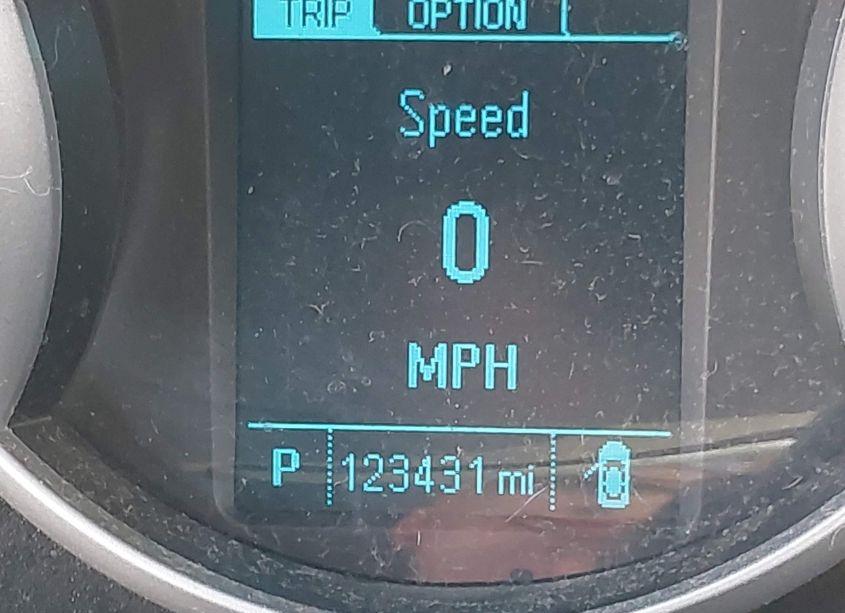 TRIP OPTION
Speed
0
MPH
P 123431 mi